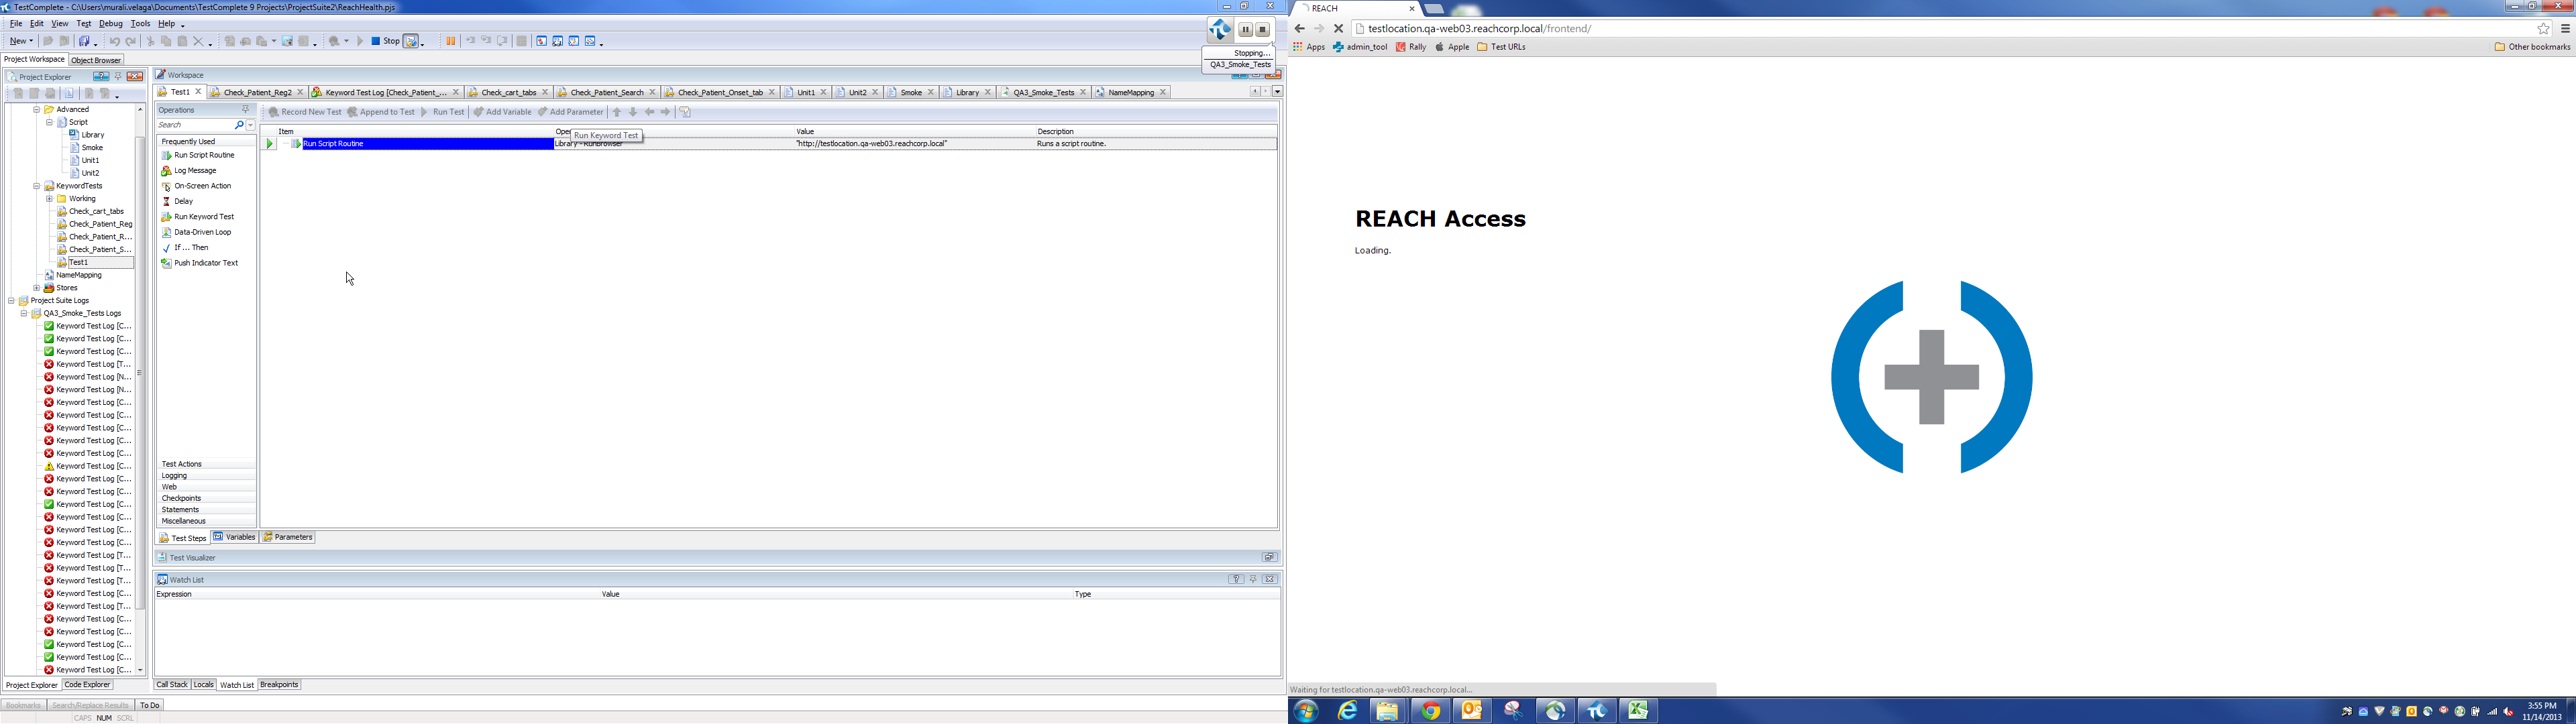 TestComplete - C:\Users\murali.velaga\Documents\TestComplete 9 Projects\ProjectSuite2\ReachHealth.pjs
File Edit View Test Debug Tools Help
New Stop
Stopping...
QA3_Smoke_Tests
Project Workspace Object Browser
Project Explorer
Advanced
Script
Library
Smoke
Unit1
Unit2
KeywordTests
Working
Check_cart_tabs
Check_Patient_Reg
Check_Patient_R...
Check_Patient_S...
Test1
NameMapping
Stores
Project Suite Logs
QA3_Smoke_Tests Logs
Keyword Test Log [C...
Keyword Test Log [C...
Keyword Test Log [C...
Keyword Test Log [T...
Keyword Test Log [N...
Keyword Test Log [N...
Keyword Test Log [C...
Keyword Test Log [C...
Keyword Test Log [C...
Keyword Test Log [C...
Keyword Test Log [C...
Keyword Test Log [C...
Keyword Test Log [C...
Keyword Test Log [C...
Keyword Test Log [C...
Keyword Test Log [C...
Keyword Test Log [C...
Keyword Test Log [C...
Keyword Test Log [T...
Keyword Test Log [T...
Keyword Test Log [T...
Keyword Test Log [C...
Keyword Test Log [T...
Keyword Test Log [C...
Keyword Test Log [C...
Keyword Test Log [C...
Keyword Test Log [C...
Keyword Test Log [C...
Project Explorer Code Explorer
Workspace
Test1 Check_Patient_Reg2 Keyword Test Log [Check_Patient_... Check_cart_tabs Check_Patient_Search Check_Patient_Onset_tab Unit1 Unit2 Smoke Library QA3_Smoke_Tests NameMapping
Operations
Search
Frequently Used
Run Script Routine
Log Message
On-Screen Action
Delay
Run Keyword Test
Data-Driven Loop
If ... Then
Push Indicator Text
Test Actions
Logging
Web
Checkpoints
Statements
Miscellaneous
Record New Test Append to Test Run Test Add Variable Add Parameter
Item Value Description
Run Keyword Test
Run Script Routine Library - RunBrowser "http://testlocation.qa-web03.reachcorp.local" Runs a script routine.
Test Steps Variables Parameters
Test Visualizer
Watch List
Expression Value Type
Call Stack Locals Watch List Breakpoints
Bookmarks Search/Replace Results To Do
CAPS NUM SCRL
REACH
testlocation.qa-web03.reachcorp.local/frontend/
Apps admin_tool Rally Apple Test URLs Other bookmarks
REACH Access
Loading.
Waiting for testlocation.qa-web03.reachcorp.local...
3:55 PM
11/14/2013